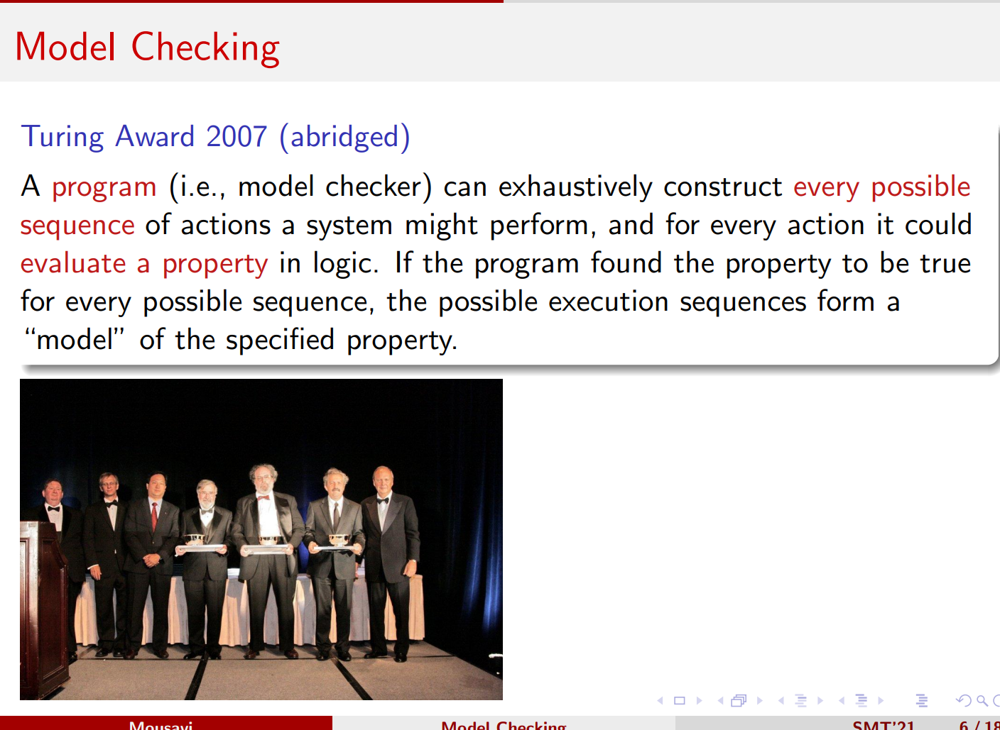 Model Checking
Turing Award 2007 (abridged)
A program (i.e., model checker) can exhaustively construct every possible
sequence of actions a system might perform, and for every action it could
evaluate a property in logic. If the program found the property to be true
for every possible sequence, the possible execution sequences form a
“model” of the specified property.
Mousavi
Model Checking
SMT’21
6 / 18